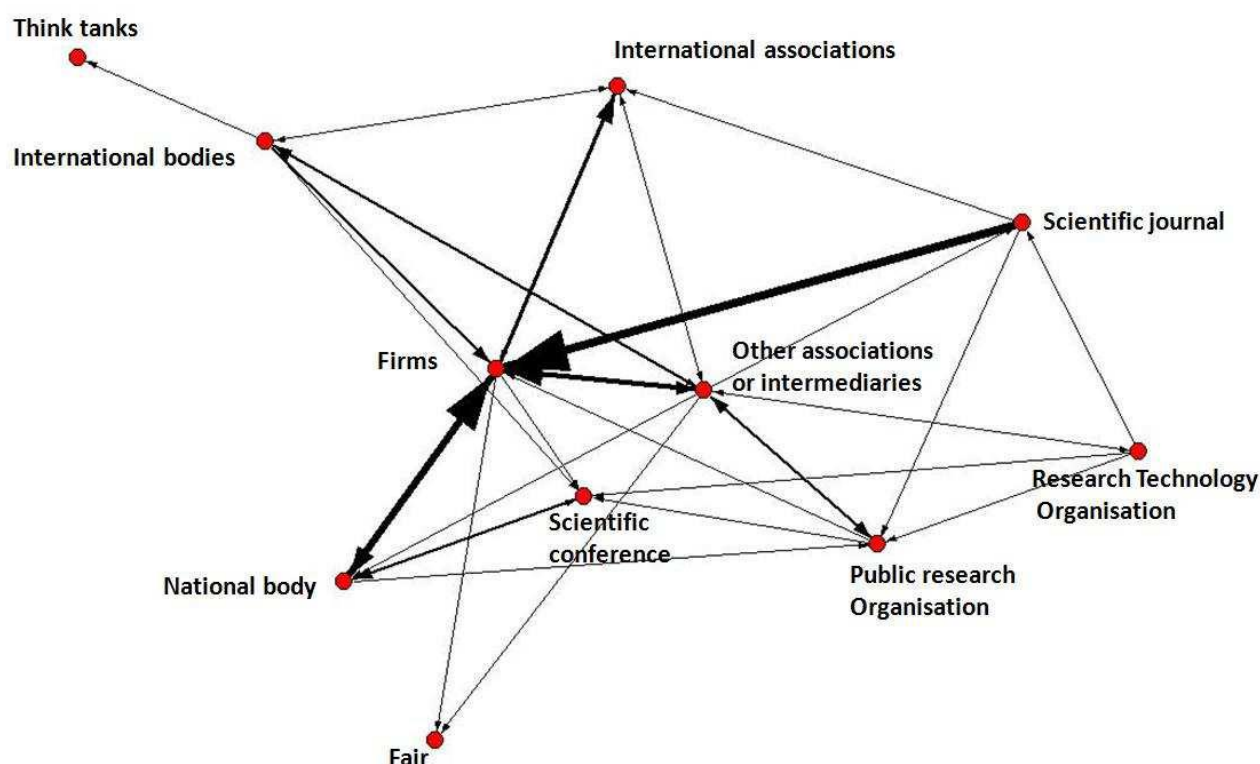 Think tanks
International associations
International bodies
Scientific journal
Firms
Other associations
or intermediaries
Research Technology
Organisation
Scientific
conference
National body
Public research
Organisation
Fair